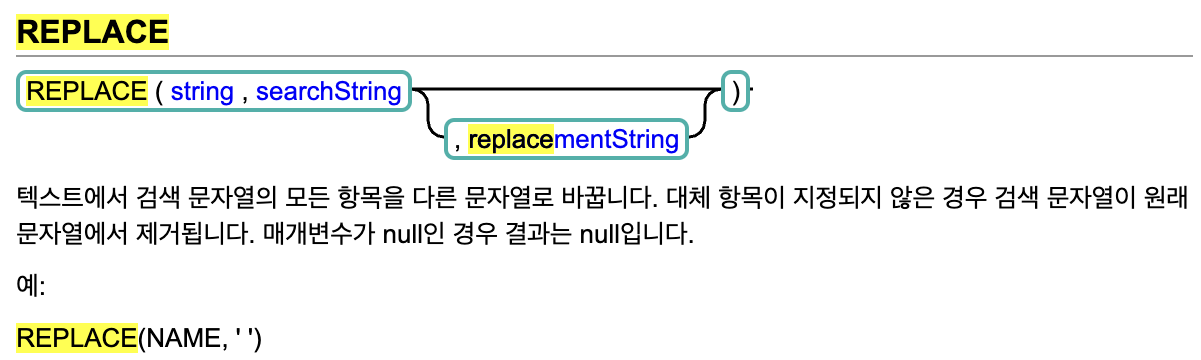 REPLACE
REPLACE ( string , searchString )
, replacementString
텍스트에서 검색 문자열의 모든 항목을 다른 문자열로 바꿉니다. 대체 항목이 지정되지 않은 경우 검색 문자열이 원래
문자열에서 제거됩니다. 매개변수가 null인 경우 결과는 null입니다.
예:
REPLACE(NAME, ' ')